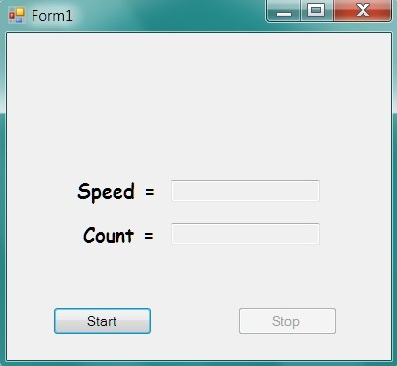 Form1
Speed =
Count =
Start Stop